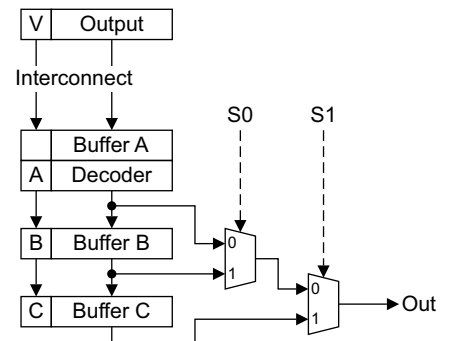 V Output
Interconnect
Buffer A
A Decoder
S0 S1
B Buffer B
0
1
C Buffer C
0
1
Out